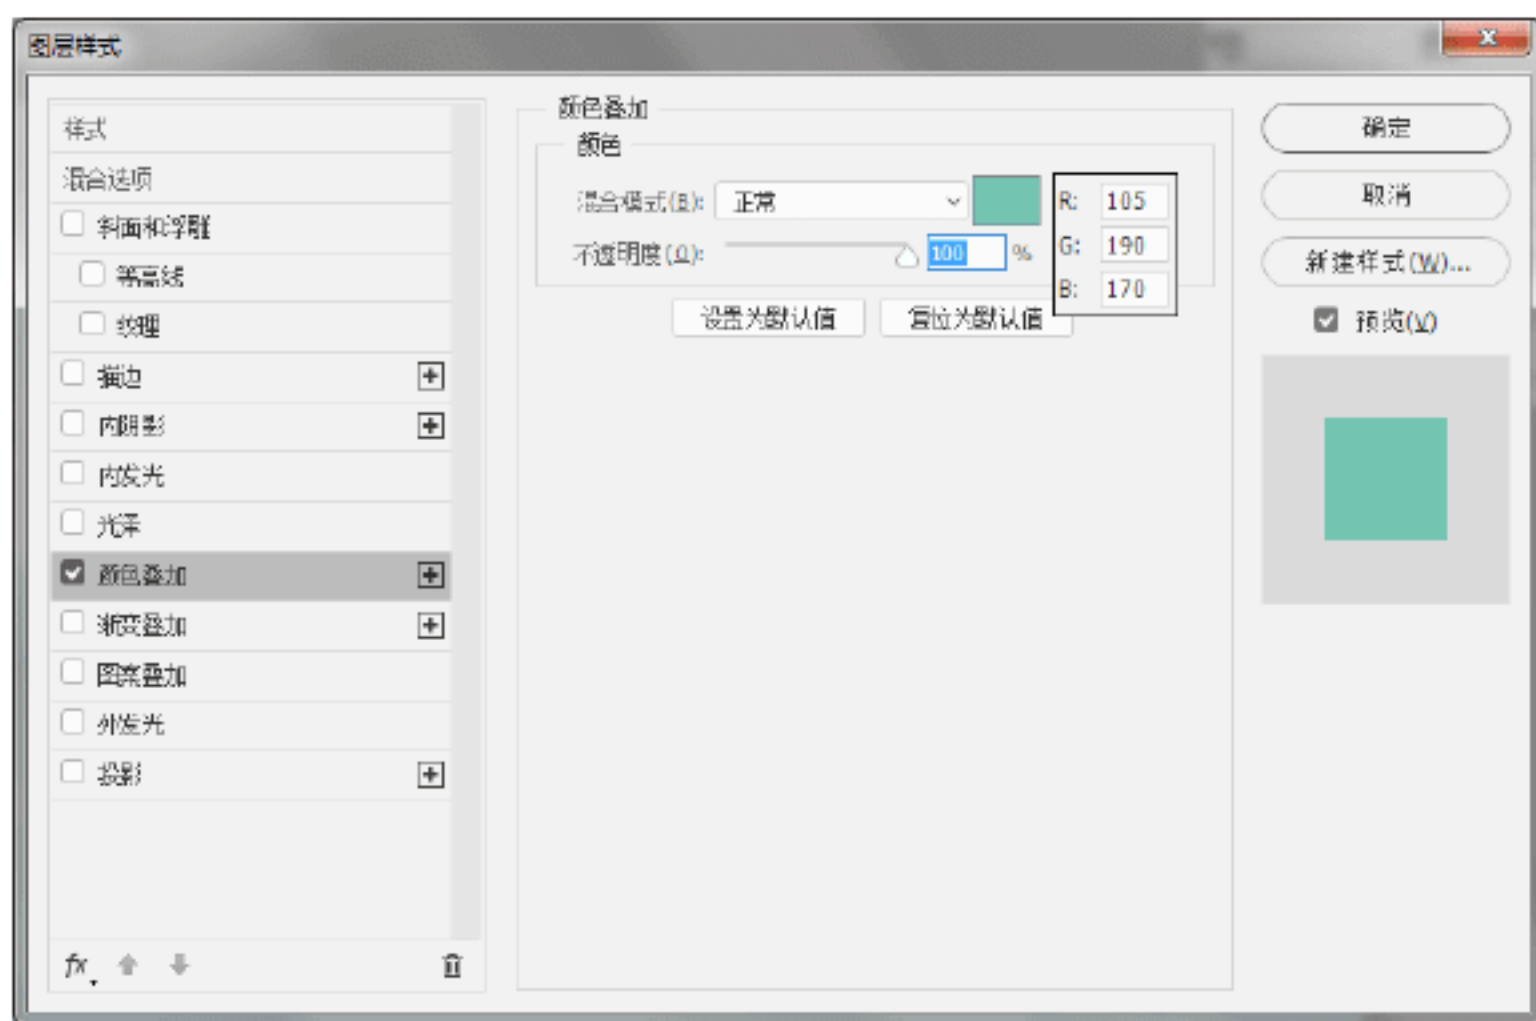 图层样式
样式
混合选项
斜面和浮雕
等高线
纹理
描边
内阴影
内发光
光泽
颜色叠加
渐变叠加
图案叠加
外发光
投影
fx
颜色叠加
颜色
混合模式(B): 正常
不透明度(O): 100 %
R: 105
G: 190
B: 170
设置为默认值 复位为默认值
确定
取消
新建样式(W)...
预览(V)